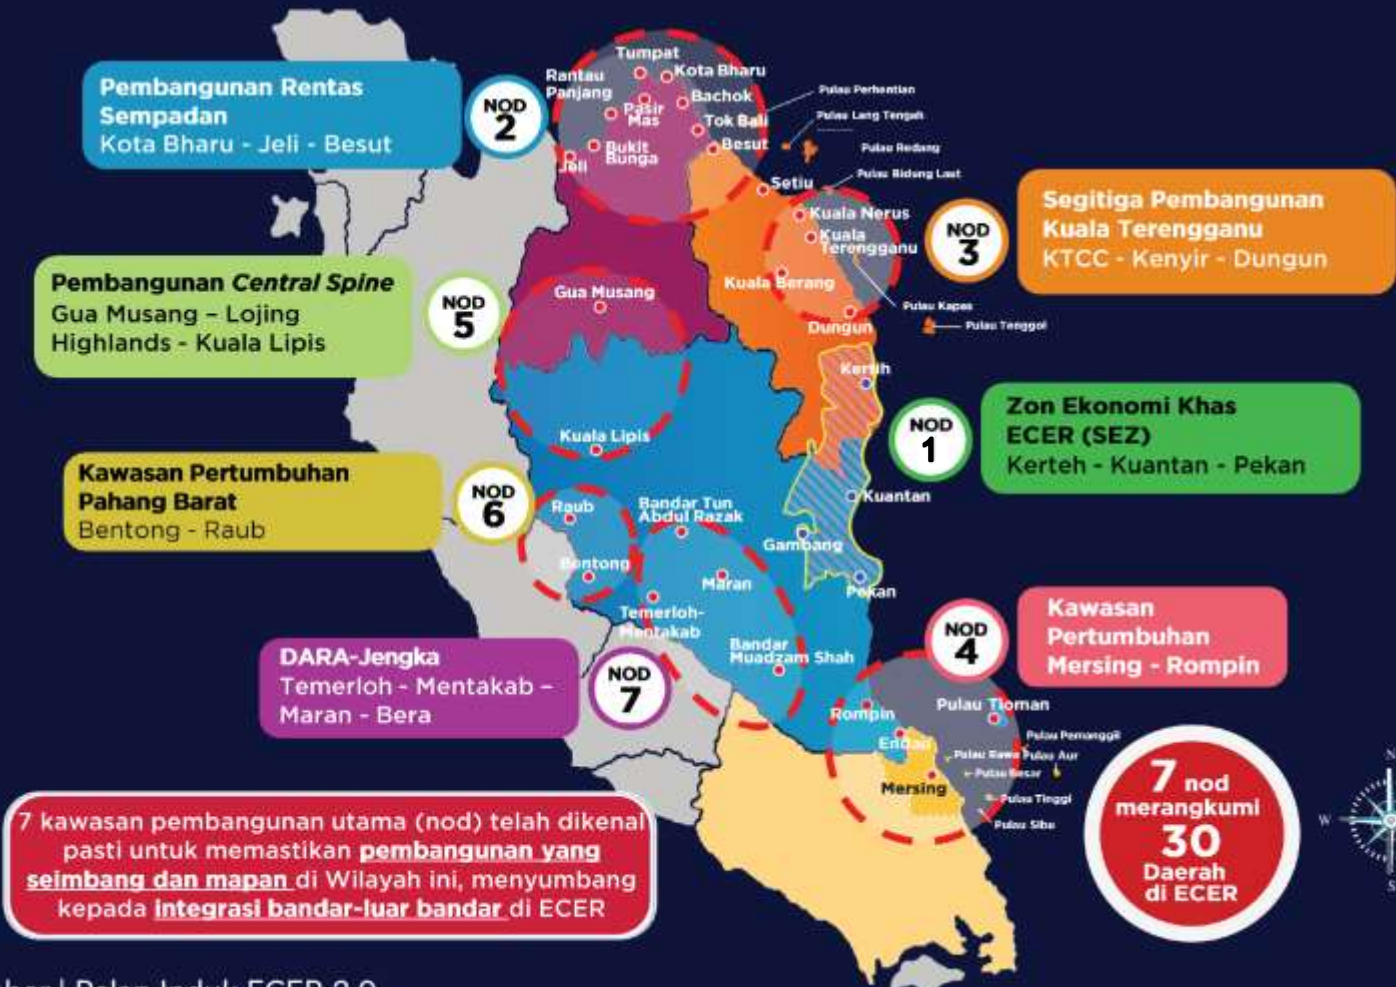 Pembangunan Rentas
Sempadan
Kota Bharu - Jeli - Besut
NOD
2
Tumpat
Kota Bharu
Rantau
Panjang
Pasir
Mas
Bachok
Tok Bali
Bukit
Bunga
Besut
Jeli
Setiu
Pulau Perhentian
Pulau Lang Tengah
Pulau Redang
Pulau Bidong Laut
Kuala Nerus
Kuala
Terengganu
Kuala Berang
Dungun
Pulau Kapas
Pulau Tenggol
NOD
3
Segitiga Pembangunan
Kuala Terengganu
KTCC - Kenyir - Dungun
Pembangunan Central Spine
Gua Musang – Lojing
Highlands - Kuala Lipis
NOD
5
Gua Musang
Kuala Lipis
Kertih
Kuantan
Gambang
Pekan
NOD
1
Zon Ekonomi Khas
ECER (SEZ)
Kerteh - Kuantan - Pekan
Kawasan Pertumbuhan
Pahang Barat
Bentong - Raub
NOD
6
Raub
Bentong
Bandar Tun
Abdul Razak
Maran
Temerloh-
Mentakab
Bandar
Muadzam Shah
DARA-Jengka
Temerloh - Mentakab –
Maran - Bera
NOD
7
NOD
4
Kawasan
Pertumbuhan
Mersing - Rompin
Rompin
Endau
Mersing
Pulau Tioman
Pulau Pemanggil
Pulau Rawa
Pulau Aur
Pulau Besar
Pulau Tinggi
Pulau Sibu
7 kawasan pembangunan utama (nod) telah dikenal
pasti untuk memastikan pembangunan yang
seimbang dan mapan di Wilayah ini, menyumbang
kepada integrasi bandar-luar bandar di ECER
7 nod
merangkumi
30
Daerah
di ECER
N
W
S